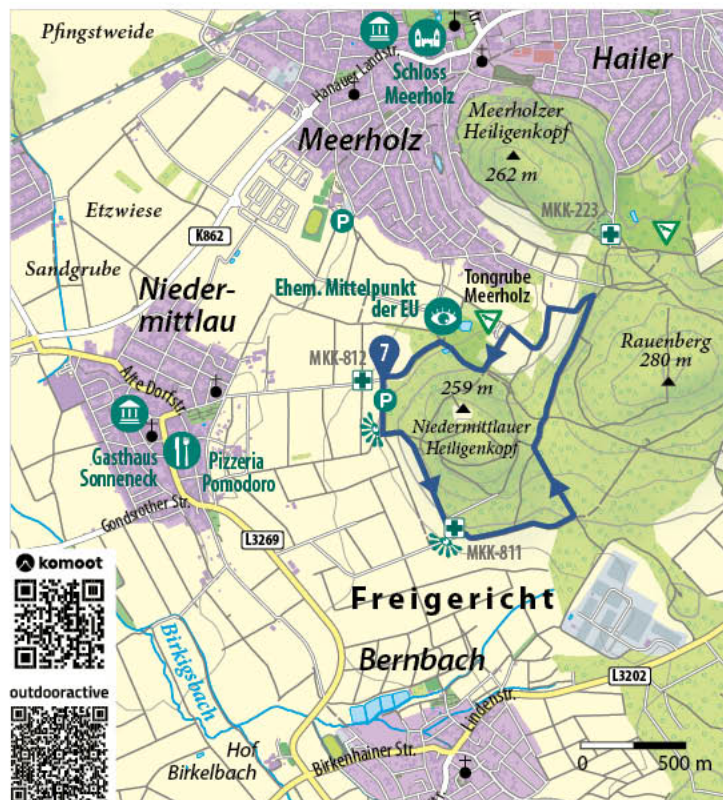 Pfingstweide
Hanauer Landstr.
Schloss
Meerholz
Hailer
Meerholz
Meerholzer
Heiligenkopf
262 m
MKK-223
Etzwiese
K862
Sandgrube
P
Nieder-
mittlau
Ehem. Mittelpunkt
der EU
Tongrube
Meerholz
Rauenberg
280 m
MKK-812
7
P
259 m
Niedermittlauer
Heiligenkopf
Alte Dorfstr.
Gasthaus
Sonneneck
Pizzeria
Pomodoro
Gondsrother Str.
L3269
MKK-811
komoot
Freigericht
Bernbach
Birkigsbach
outdooractive
L3202
Lindenstr.
Hof
Birkelbach
Birkenhainer Str.
0 500 m